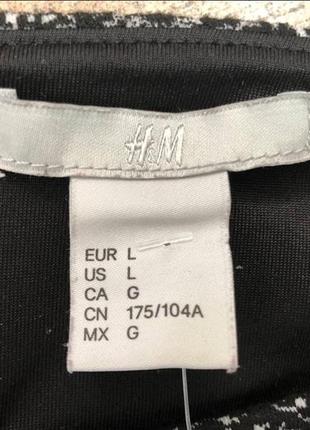 H&M
EUR L
US L
CA G
CN 175/104A
MX G